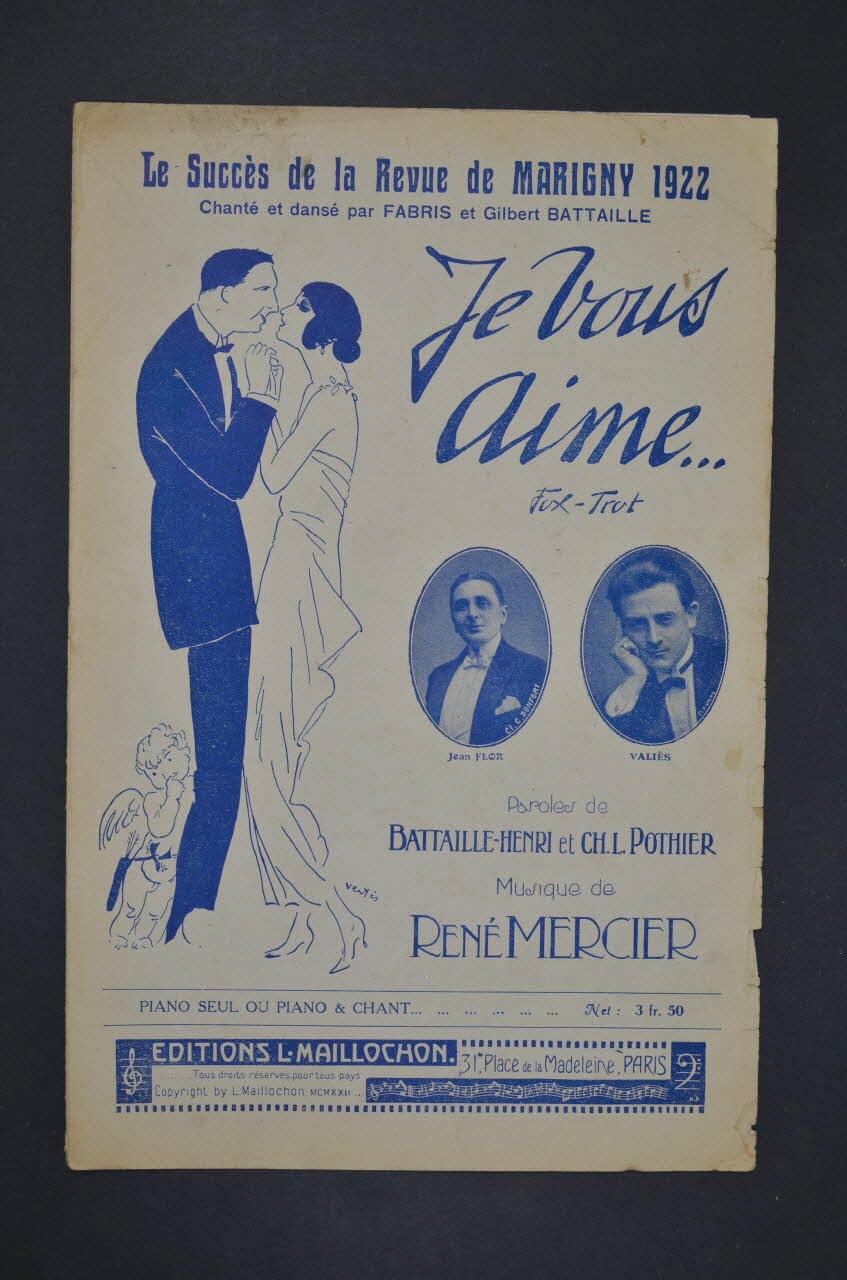 Le Succès de la Revue de MARIGNY 1922
Chanté et dansé par FABRIS et Gilbert BATTAILLE
Je Vous
Aime...
Fox-Trot
Cl. C. BONFORT
Jean FLOR
VALIÈS
Paroles de
BATTAILLE-HENRI et CH. L. POTHIER
Musique de
RENÉ MERCIER
Vertès
PIANO SEUL OU PIANO & CHANT... ... ... ... ... ... Net : 3 fr. 50
EDITIONS L. MAILLOCHON. 31, Place de la Madeleine, PARIS
Tous droits réservés pour tous pays
Copyright by L. Maillochon MCMXXII ..